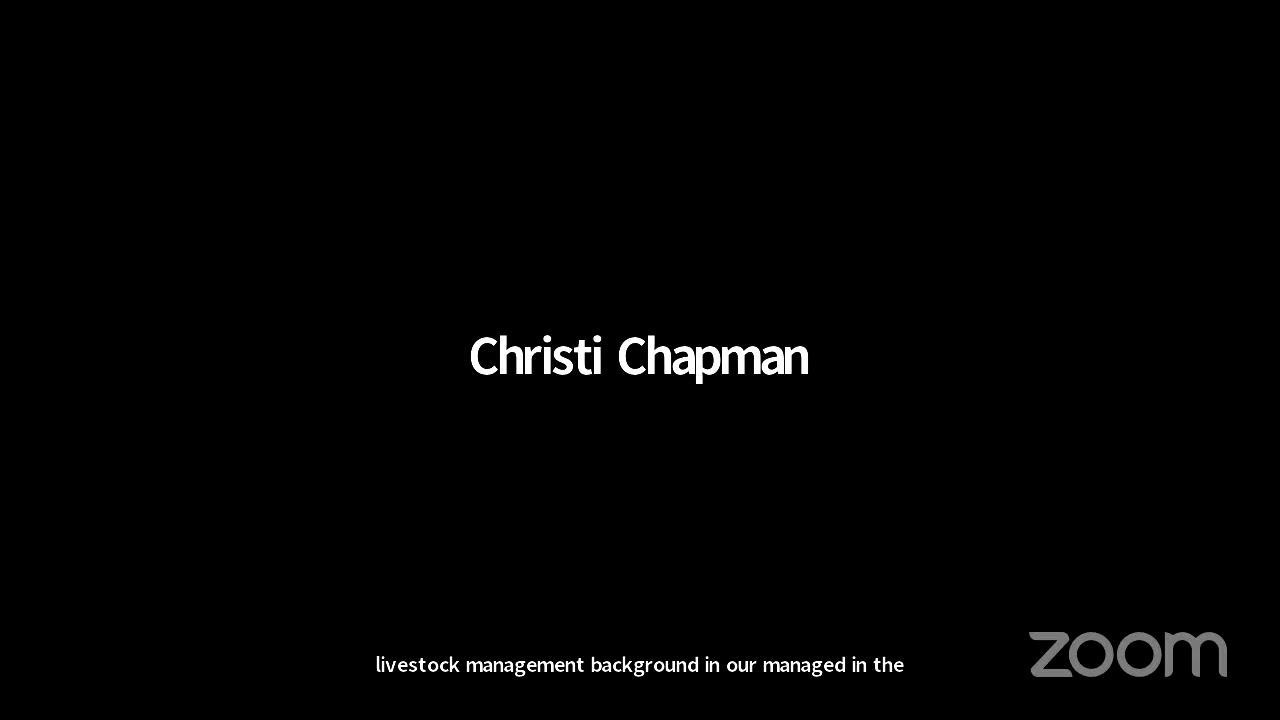 Christi Chapman
livestock management background in our managed in the
zoom